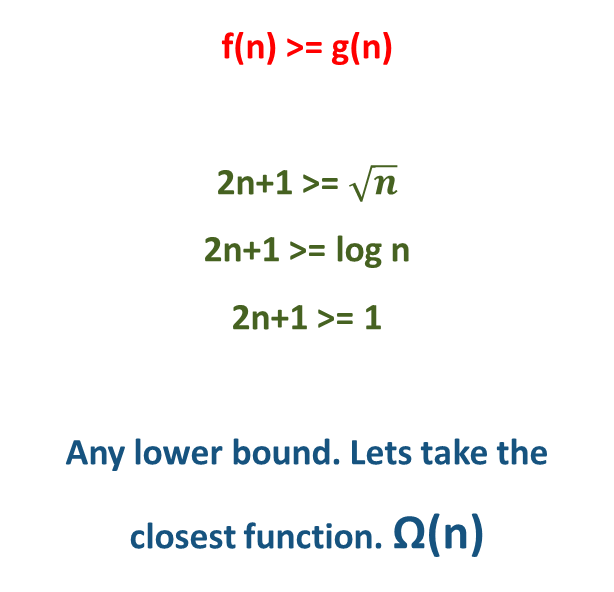 f(n) >= g(n)
2n+1 >= √n
2n+1 >= log n
2n+1 >= 1
Any lower bound. Lets take the
closest function. Ω(n)